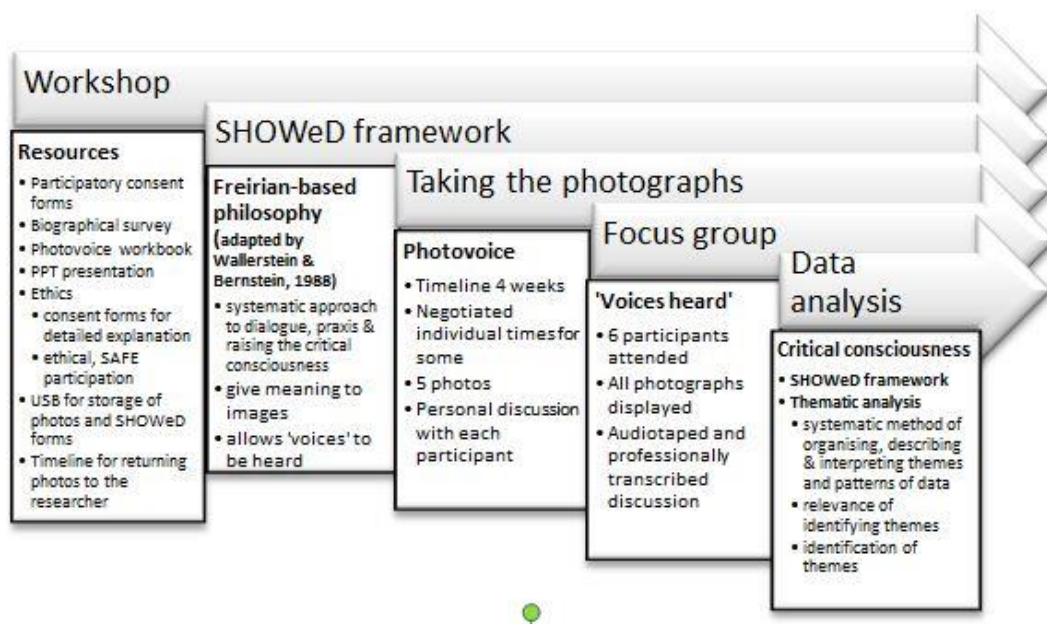 Workshop
Resources
• Participatory consent
forms
• Biographical survey
• Photovoice workbook
• PPT presentation
• Ethics
• consent forms for
detailed explanation
• ethical, SAFE
participation
• USB for storage of
photos and SHOWeD
forms
• Timeline for returning
photos to the
researcher
SHOWeD framework
Freirian-based
philosophy
(adapted by
Wallerstein &
Bernstein, 1988)
• systematic approach
to dialogue, praxis &
raising the critical
consciousness
• give meaning to
images
• allows 'voices' to
be heard
Taking the photographs
Photovoice
• Timeline 4 weeks
• Negotiated
individual times for
some
• 5 photos
• Personal discussion
with each
participant
Focus group
'Voices heard'
• 6 participants
attended
• All photographs
displayed
• Audiotaped and
professionally
transcribed
discussion
Data
analysis
Critical consciousness
• SHOWeD framework
• Thematic analysis
• systematic method of
organising, describing
& interpreting themes
and patterns of data
• relevance of
identifying themes
• identification of
themes